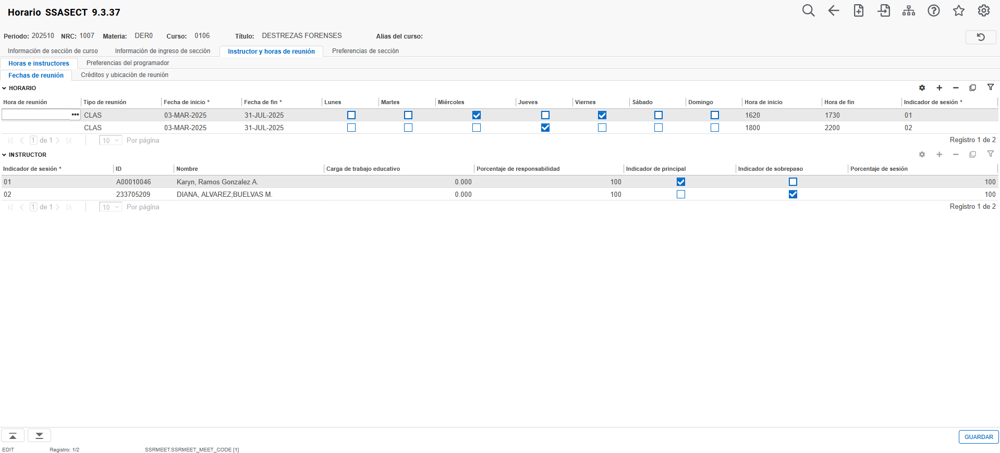 Horario SSASECT 9.3.37
Periodo: 202510 NRC: 1007 Materia: DER0 Curso: 0106 Título: DESTREZAS FORENSES Alias del curso:
Información de sección de curso Información de ingreso de sección Instructor y horas de reunión Preferencias de sección
Horas e instructores Preferencias del programador
Fechas de reunión Créditos y ubicación de reunión
HORARIO
Hora de reunión Tipo de reunión Fecha de inicio * Fecha de fin * Lunes Martes Miércoles Jueves Viernes Sábado Domingo Hora de inicio Hora de fin Indicador de sesión *
••• CLAS 03-MAR-2025 31-JUL-2025 1620 1730 01
CLAS 03-MAR-2025 31-JUL-2025 1800 2200 02
1 de 1 10 Por página Registro 1 de 2
INSTRUCTOR
Indicador de sesión * ID Nombre Carga de trabajo educativo Porcentaje de responsabilidad Indicador de principal Indicador de sobrepaso Porcentaje de sesión
01 A00010046 Karyn, Ramos Gonzalez A. 0.000 100 100
02 233705209 DIANA, ALVAREZ;BUELVAS M. 0.000 100 100
1 de 1 10 Por página Registro 1 de 2
GUARDAR
EDIT Registro: 1/2 SSRMEET.SSRMEET_MEET_CODE [1]